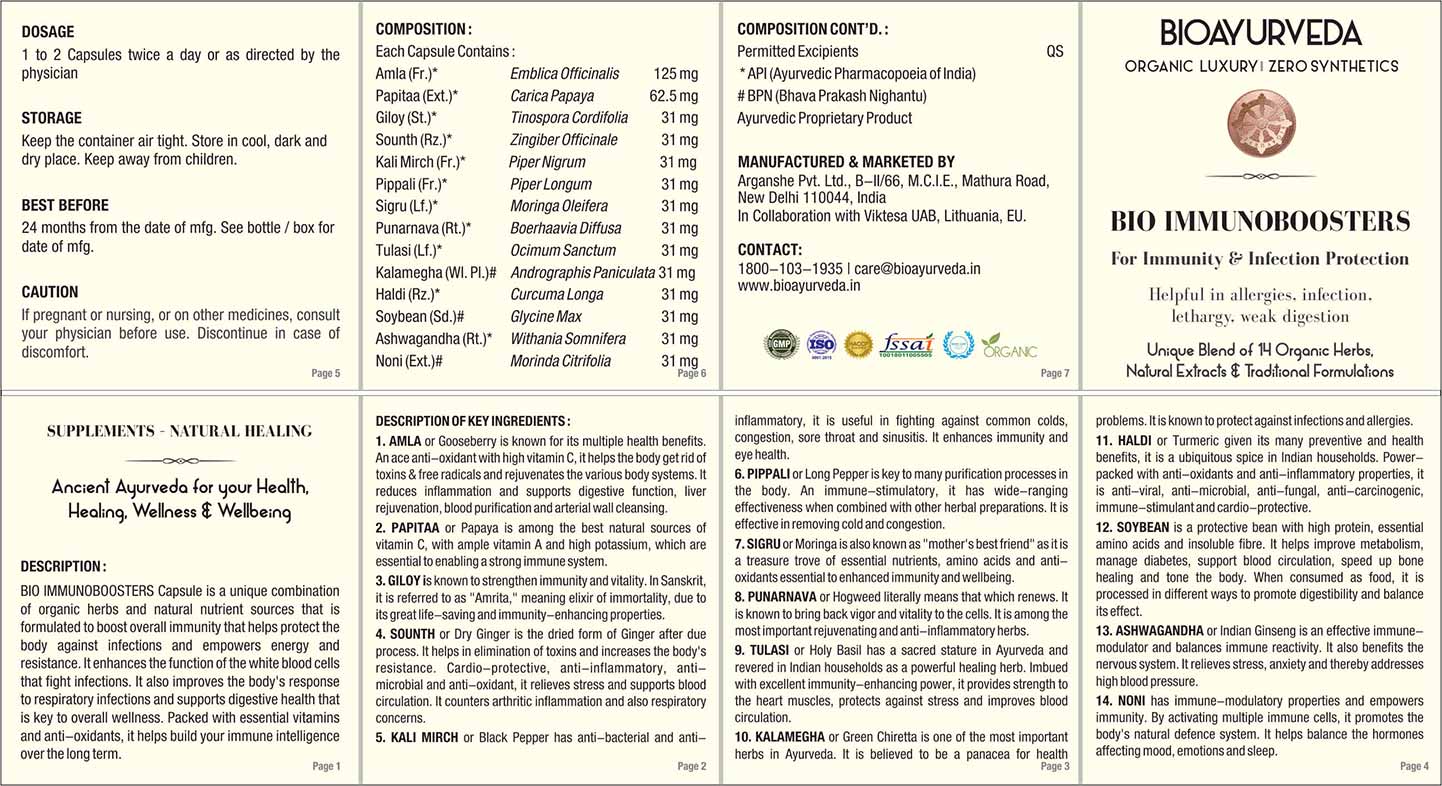 DOSAGE
1 to 2 Capsules twice a day or as directed by the
physician
STORAGE
Keep the container air tight. Store in cool, dark and
dry place. Keep away from children.
BEST BEFORE
24 months from the date of mfg. See bottle / box for
date of mfg.
CAUTION
If pregnant or nursing, or on other medicines, consult
your physician before use. Discontinue in case of
discomfort.
Page 5
COMPOSITION :
Each Capsule Contains :
Amla (Fr.)* Emblica Officinalis 125 mg
Papitaa (Ext.)* Carica Papaya 62.5 mg
Giloy (St.)* Tinospora Cordifolia 31 mg
Sounth (Rz.)* Zingiber Officinale 31 mg
Kali Mirch (Fr.)* Piper Nigrum 31 mg
Pippali (Fr.)* Piper Longum 31 mg
Sigru (Lf.)* Moringa Oleifera 31 mg
Punarnava (Rt.)* Boerhaavia Diffusa 31 mg
Tulasi (Lf.)* Ocimum Sanctum 31 mg
Kalamegha (Wl. Pl.)# Andrographis Paniculata 31 mg
Haldi (Rz.)* Curcuma Longa 31 mg
Soybean (Sd.)# Glycine Max 31 mg
Ashwagandha (Rt.)* Withania Somnifera 31 mg
Noni (Ext.)# Morinda Citrifolia 31 mg
Page 6
COMPOSITION CONT'D. :
Permitted Excipients QS
* API (Ayurvedic Pharmacopoeia of India)
# BPN (Bhava Prakash Nighantu)
Ayurvedic Proprietary Product
MANUFACTURED & MARKETED BY
Arganshe Pvt. Ltd., B–II/66, M.C.I.E., Mathura Road,
New Delhi 110044, India
In Collaboration with Viktesa UAB, Lithuania, EU.
CONTACT:
1800–103–1935 | care@bioayurveda.in
www.bioayurveda.in
GMP
ISO
9001:2015
HACCP
fssai
10018011005505
ORGANIC
Page 7
BIOAYURVEDA
ORGANIC LUXURY | ZERO SYNTHETICS
BIO IMMUNOBOOSTERS
For Immunity & Infection Protection
Helpful in allergies, infection,
lethargy, weak digestion
Unique Blend of 14 Organic Herbs,
Natural Extracts & Traditional Formulations
SUPPLEMENTS - NATURAL HEALING
Ancient Ayurveda for your Health,
Healing, Wellness & Wellbeing
DESCRIPTION :
BIO IMMUNOBOOSTERS Capsule is a unique combination
of organic herbs and natural nutrient sources that is
formulated to boost overall immunity that helps protect the
body against infections and empowers energy and
resistance. It enhances the function of the white blood cells
that fight infections. It also improves the body's response
to respiratory infections and supports digestive health that
is key to overall wellness. Packed with essential vitamins
and anti–oxidants, it helps build your immune intelligence
over the long term.
Page 1
DESCRIPTION OF KEY INGREDIENTS :
1. AMLA or Gooseberry is known for its multiple health benefits.
An ace anti–oxidant with high vitamin C, it helps the body get rid of
toxins & free radicals and rejuvenates the various body systems. It
reduces inflammation and supports digestive function, liver
rejuvenation, blood purification and arterial wall cleansing.
2. PAPITAA or Papaya is among the best natural sources of
vitamin C, with ample vitamin A and high potassium, which are
essential to enabling a strong immune system.
3. GILOY is known to strengthen immunity and vitality. In Sanskrit,
it is referred to as "Amrita," meaning elixir of immortality, due to
its great life–saving and immunity–enhancing properties.
4. SOUNTH or Dry Ginger is the dried form of Ginger after due
process. It helps in elimination of toxins and increases the body's
resistance. Cardio–protective, anti–inflammatory, anti–
microbial and anti–oxidant, it relieves stress and supports blood
circulation. It counters arthritic inflammation and also respiratory
concerns.
5. KALI MIRCH or Black Pepper has anti–bacterial and anti–
Page 2
inflammatory, it is useful in fighting against common colds,
congestion, sore throat and sinusitis. It enhances immunity and
eye health.
6. PIPPALI or Long Pepper is key to many purification processes in
the body. An immune–stimulatory, it has wide–ranging
effectiveness when combined with other herbal preparations. It is
effective in removing cold and congestion.
7. SIGRU or Moringa is also known as "mother's best friend" as it is
a treasure trove of essential nutrients, amino acids and anti–
oxidants essential to enhanced immunity and wellbeing.
8. PUNARNAVA or Hogweed literally means that which renews. It
is known to bring back vigor and vitality to the cells. It is among the
most important rejuvenating and anti–inflammatory herbs.
9. TULASI or Holy Basil has a sacred stature in Ayurveda and
revered in Indian households as a powerful healing herb. Imbued
with excellent immunity–enhancing power, it provides strength to
the heart muscles, protects against stress and improves blood
circulation.
10. KALAMEGHA or Green Chiretta is one of the most important
herbs in Ayurveda. It is believed to be a panacea for health
Page 3
problems. It is known to protect against infections and allergies.
11. HALDI or Turmeric given its many preventive and health
benefits, it is a ubiquitous spice in Indian households. Power–
packed with anti–oxidants and anti–inflammatory properties, it
is anti–viral, anti–microbial, anti–fungal, anti–carcinogenic,
immune–stimulant and cardio–protective.
12. SOYBEAN is a protective bean with high protein, essential
amino acids and insoluble fibre. It helps improve metabolism,
manage diabetes, support blood circulation, speed up bone
healing and tone the body. When consumed as food, it is
processed in different ways to promote digestibility and balance
its effect.
13. ASHWAGANDHA or Indian Ginseng is an effective immune–
modulator and balances immune reactivity. It also benefits the
nervous system. It relieves stress, anxiety and thereby addresses
high blood pressure.
14. NONI has immune–modulatory properties and empowers
immunity. By activating multiple immune cells, it promotes the
body's natural defence system. It helps balance the hormones
affecting mood, emotions and sleep.
Page 4